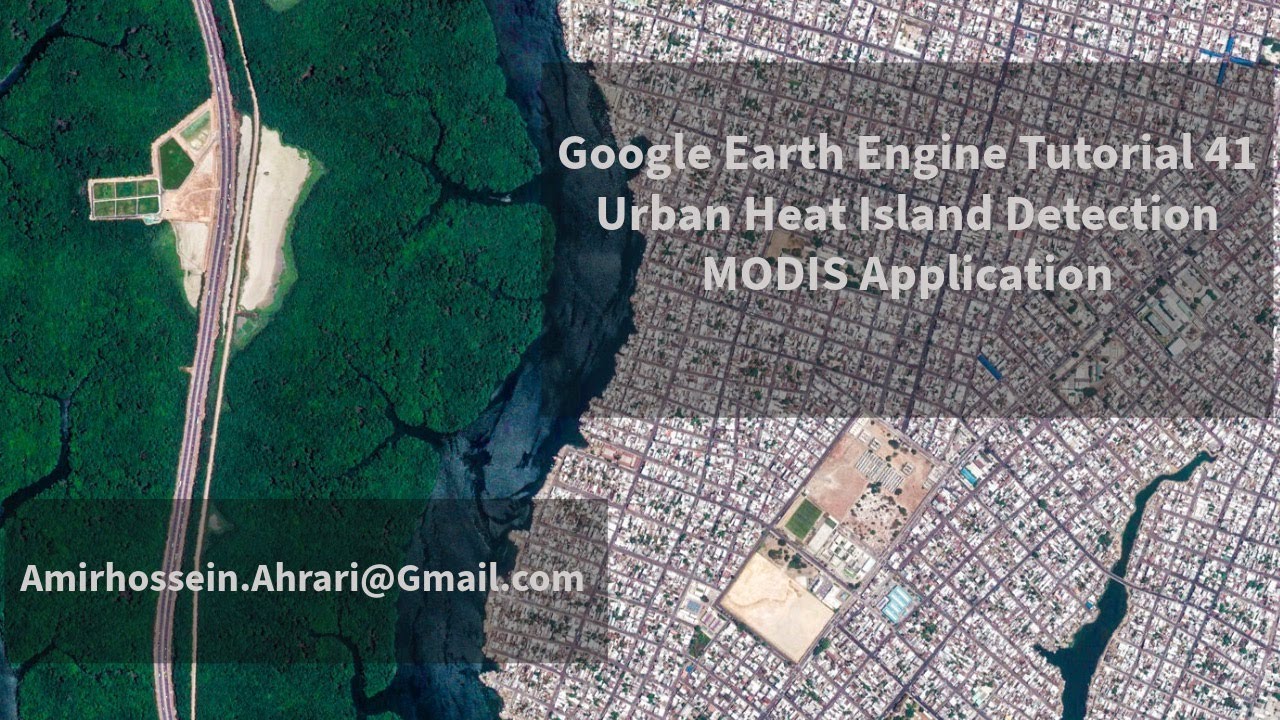 Google Earth Engine Tutorial 41
Urban Heat Island Detection
MODIS Application
Amirhossein.Ahrari@Gmail.com